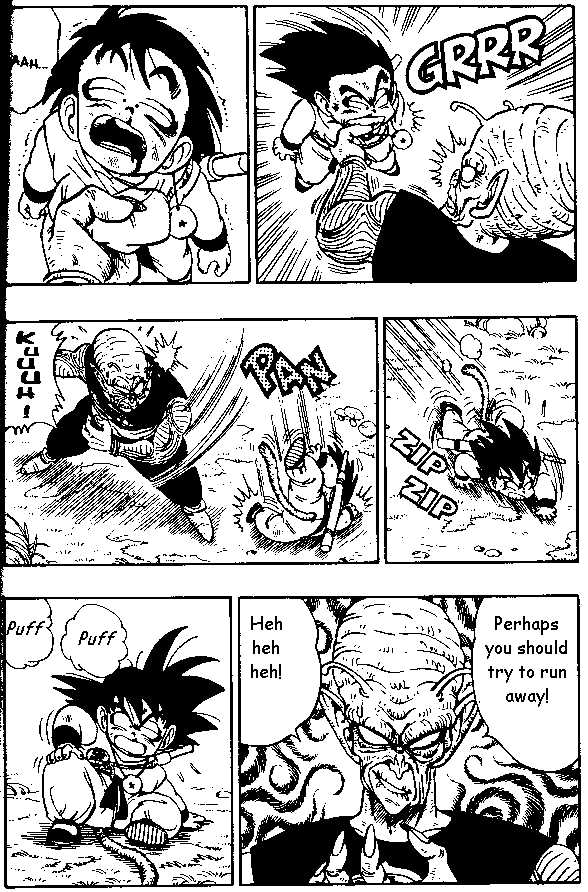 AAH...
GRRR
KUUUH!
PAN
ZIP
ZIP
Puff
Puff
Heh
heh
heh!
Perhaps
you should
try to run
away!